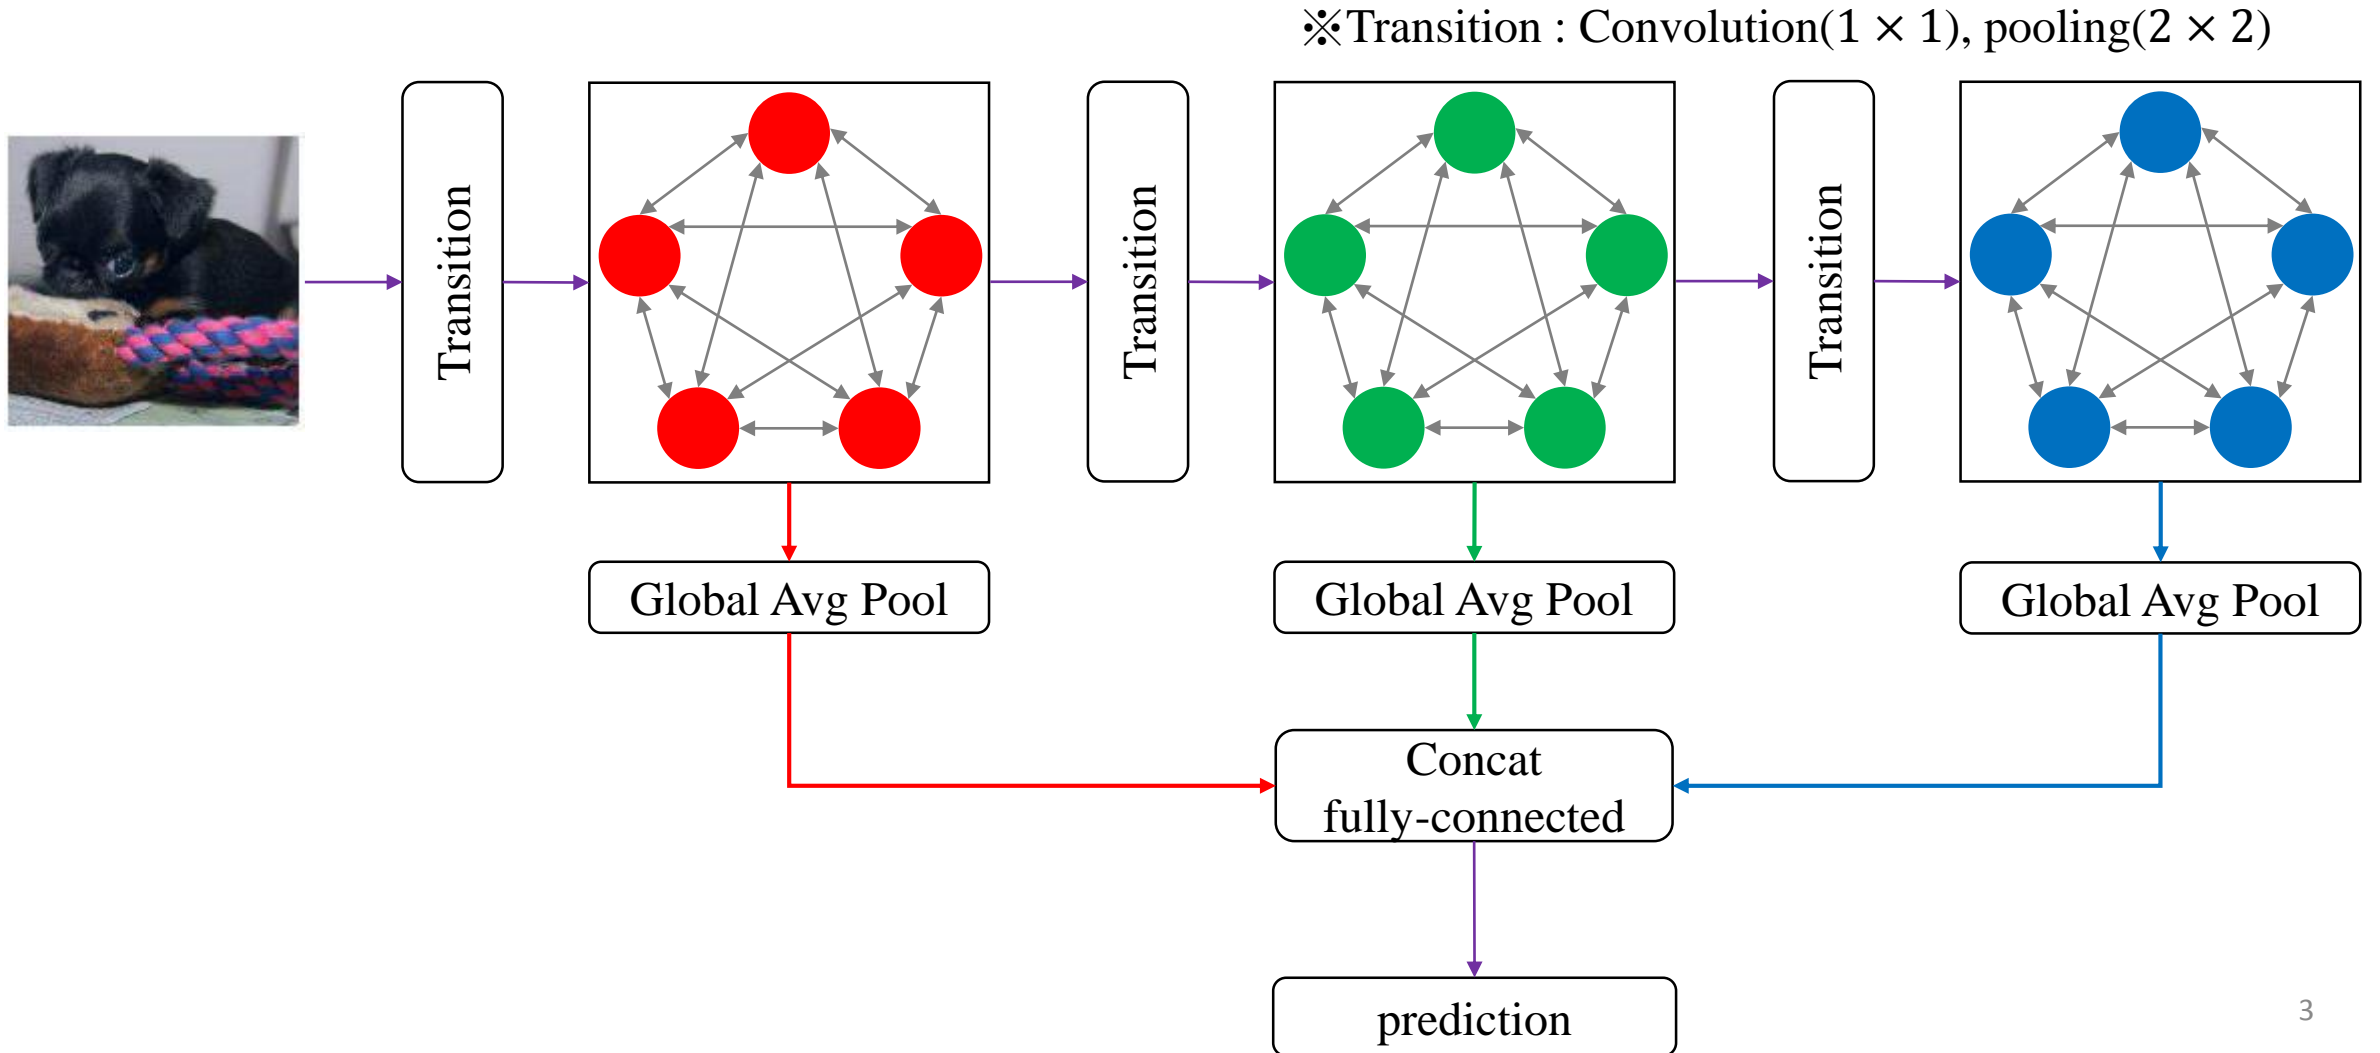 ※Transition : Convolution(1 × 1), pooling(2 × 2)
Transition
Transition
Transition
Global Avg Pool
Global Avg Pool
Global Avg Pool
Concat
fully-connected
prediction
3